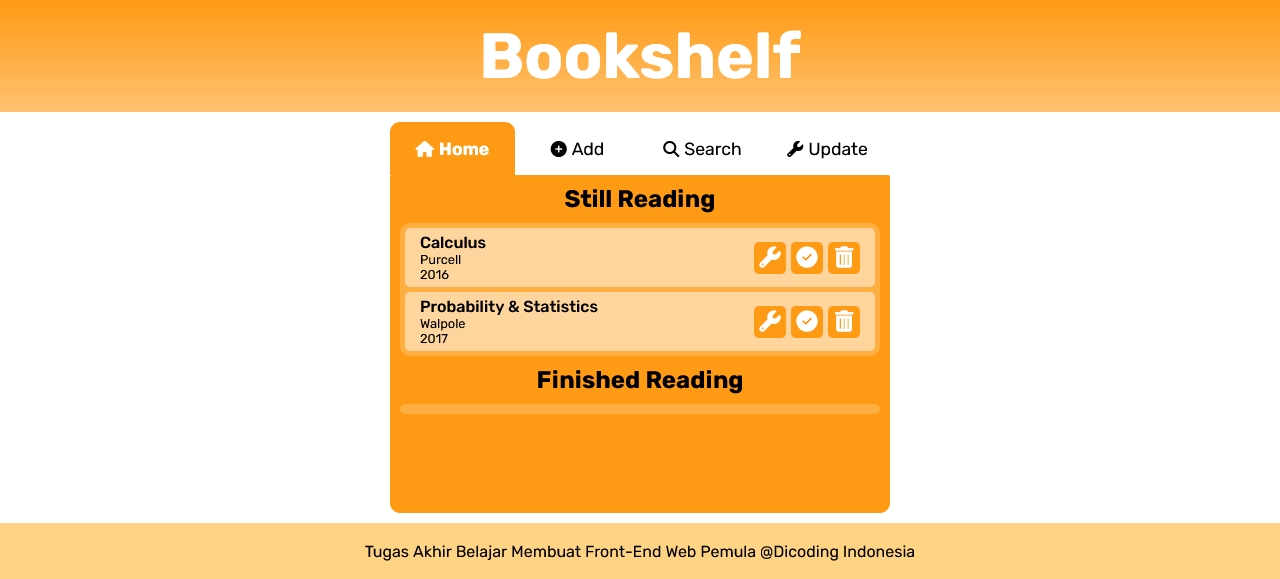 Bookshelf
Home Add Search Update
Still Reading
Calculus
Purcell
2016
Probability & Statistics
Walpole
2017
Finished Reading
Tugas Akhir Belajar Membuat Front-End Web Pemula @Dicoding Indonesia